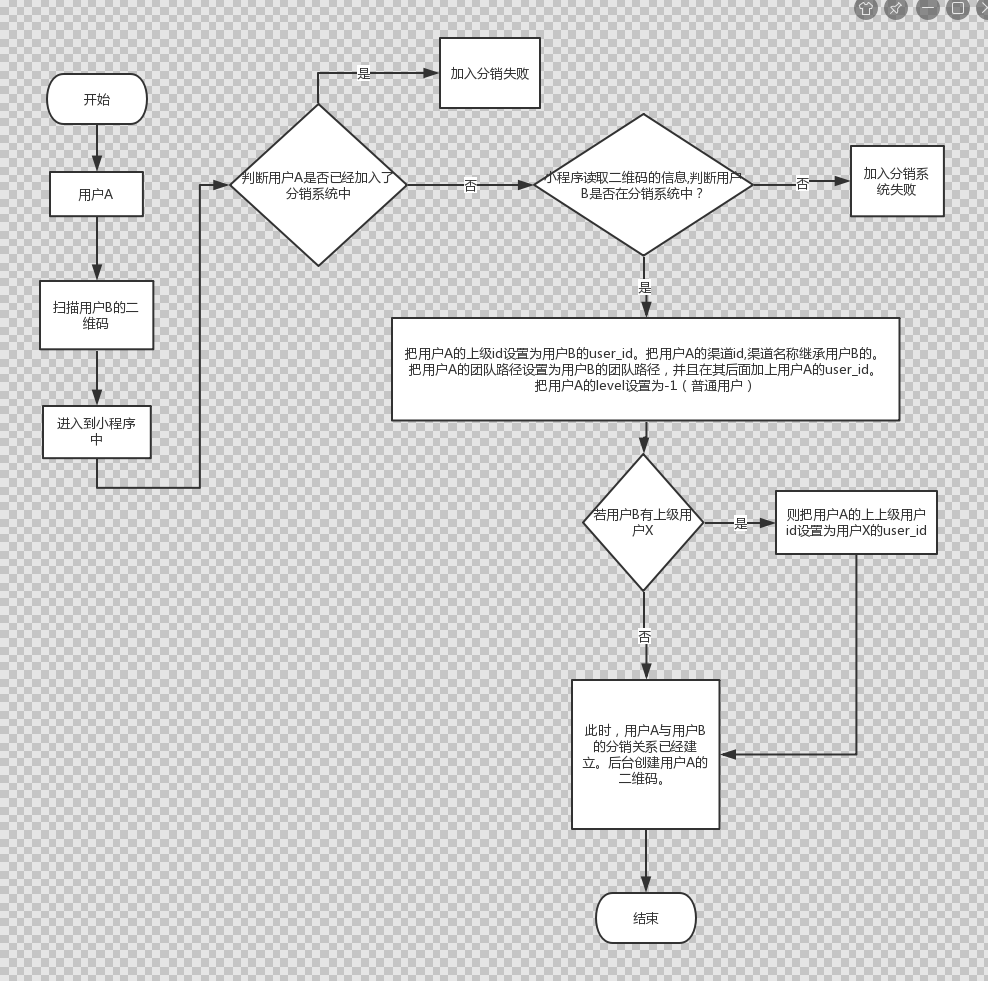 开始
用户A
扫描用户B的二
维码
进入到小程序
中
判断用户A是否已经加入了
分销系统中
是
加入分销失败
否
小程序读取二维码的信息,判断用户
B是否在分销系统中？
否
加入分销系
统失败
是
把用户A的上级id设置为用户B的user_id。把用户A的渠道id,渠道名称继承用户B的。
把用户A的团队路径设置为用户B的团队路径，并且在其后面加上用户A的user_id。
把用户A的level设置为-1（普通用户）
若用户B有上级用
户X
是
则把用户A的上上级用户
id设置为用户X的user_id
否
此时，用户A与用户B
的分销关系已经建
立。后台创建用户A的
二维码。
结束